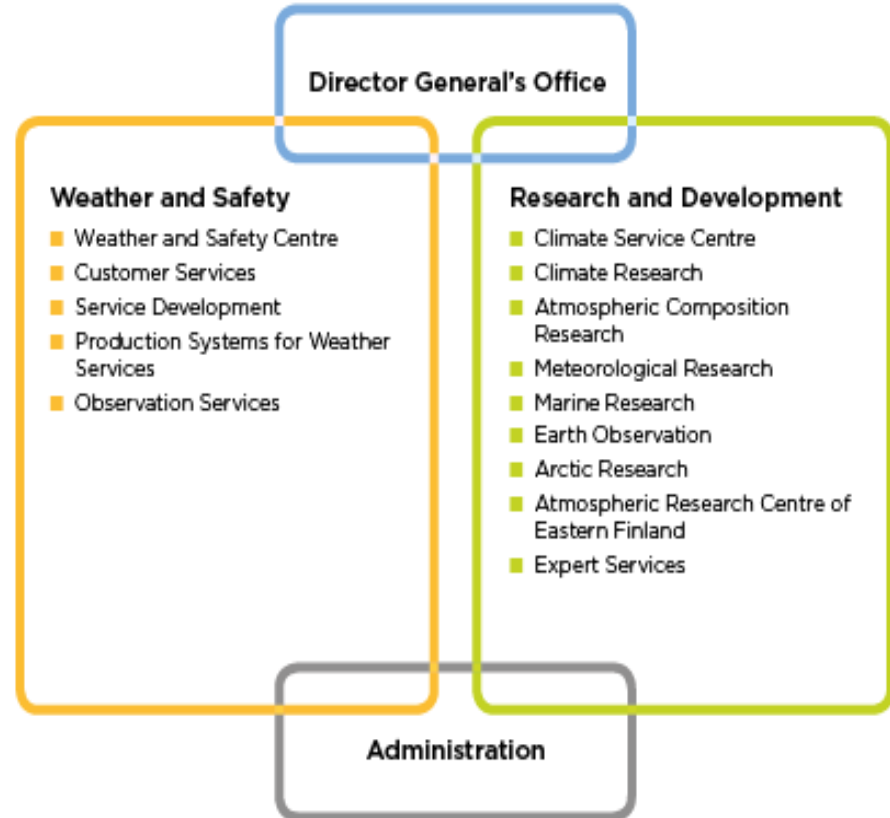 Director General's Office
Weather and Safety
Weather and Safety Centre
Customer Services
Service Development
Production Systems for Weather
Services
Observation Services
Research and Development
Climate Service Centre
Climate Research
Atmospheric Composition
Research
Meteorological Research
Marine Research
Earth Observation
Arctic Research
Atmospheric Research Centre of
Eastern Finland
Expert Services
Administration